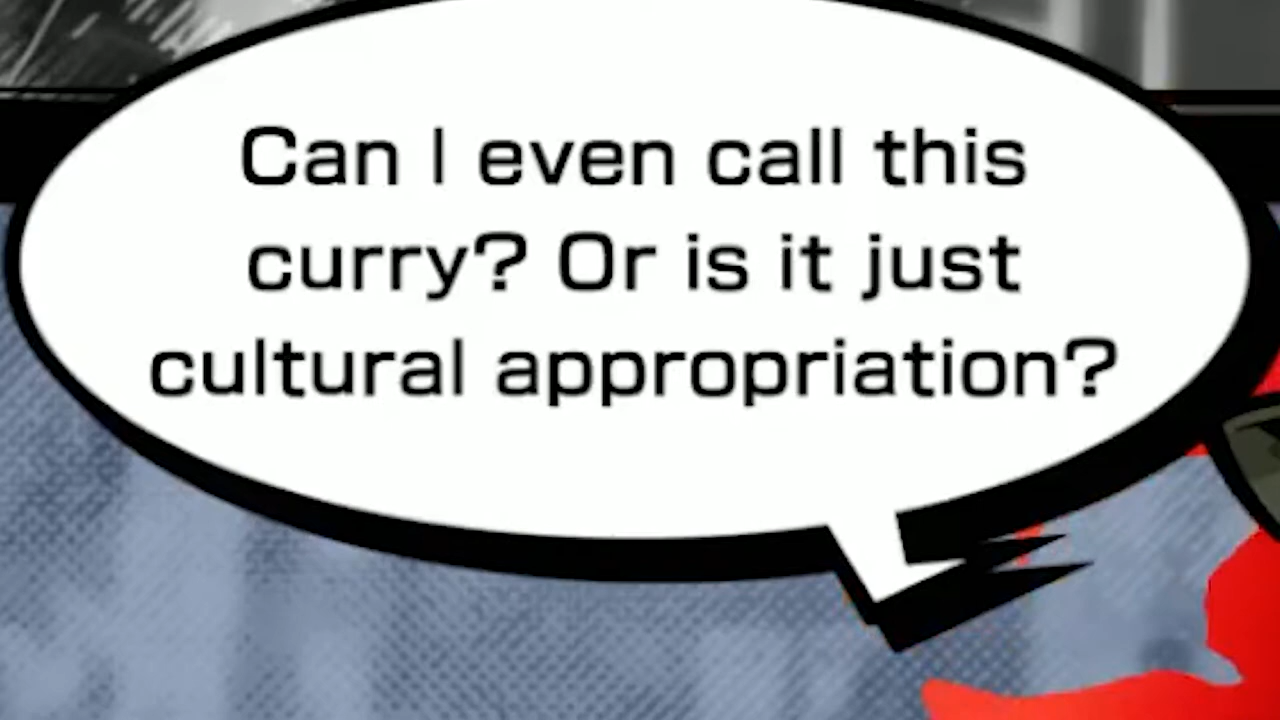 Can I even call this
curry? Or is it just
cultural appropriation?